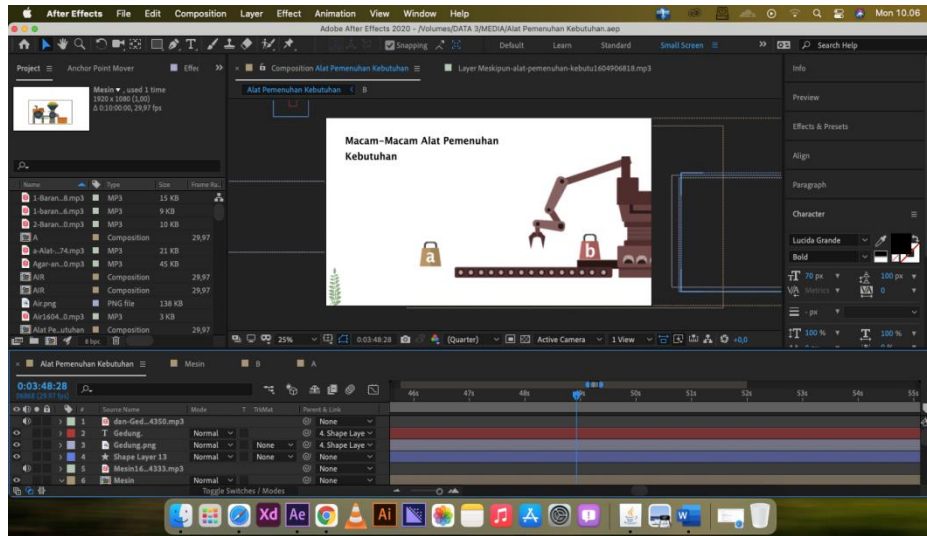 After Effects File Edit Composition Layer Effect Animation View Window Help Mon 10.06
Adobe After Effects 2020 - /Volumes/DATA 3/MEDIA/Alat Pemenuhan Kebutuhan.aep
Snapping Default Learn Standard Small Screen Search Help
Project Anchor Point Mover Effec
Composition Alat Pemenuhan Kebutuhan Layer Meskipun-alat-pemenuhan-kebutu1604906818.mp3
Alat Pemenuhan Kebutuhan B
Mesin , used 1 time
1920 x 1080 (1,00)
Δ 0:10:00:00, 29,97 fps
Macam-Macam Alat Pemenuhan
Kebutuhan
a
b
Name Type Size Frame Ra...
1-Baran...8.mp3 MP3 15 KB
1-baran...6.mp3 MP3 9 KB
2-Baran...0.mp3 MP3 10 KB
A Composition 29,97
a-Alat-...74.mp3 MP3 21 KB
Agar-an...0.mp3 MP3 45 KB
AIR Composition 29,97
AIR Composition 29,97
Air.png PNG file 138 KB
Air1604...0.mp3 MP3 3 KB
Alat Pe...utuhan Composition 29,97
8 bpc
25% 0:03:48:28 (Quarter) Active Camera 1 View +0,0
Info
Preview
Effects & Presets
Align
Paragraph
Character
Lucida Grande
Bold
70 px 100 px
Metrics 0
- px
100 % 100 %
Alat Pemenuhan Kebutuhan Mesin B A
0:03:48:28
46s 47s 48s 50s 51s 52s 53s 54s 55s
# Source Name Mode T TrkMat Parent & Link
1 dan-Ged...4350.mp3 None
2 T Gedung. Normal 4. Shape Laye
3 Gedung.png Normal None 4. Shape Laye
4 Shape Layer 13 Normal None None
5 Mesin16...4333.mp3 None
6 Mesin Normal None
Toggle Switches / Modes
Xd Ae Ai W